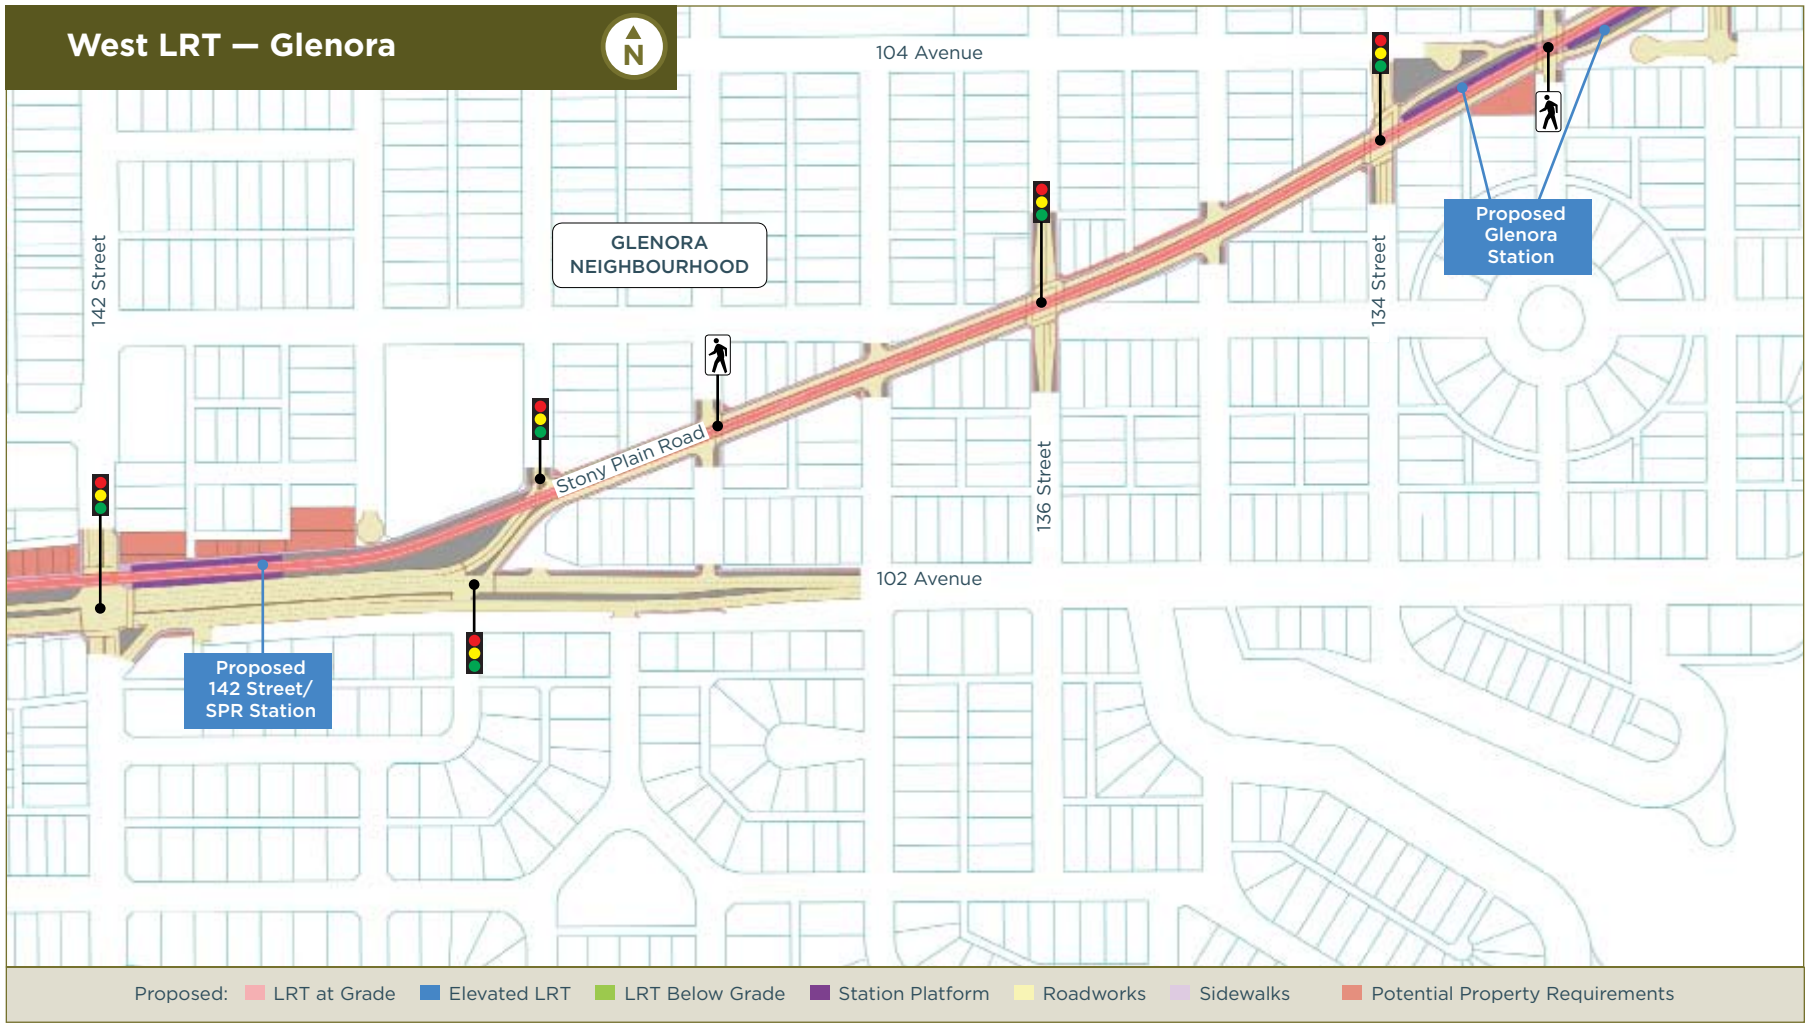 West LRT — Glenora
N
104 Avenue
142 Street
GLENORA
NEIGHBOURHOOD
134 Street
Proposed
Glenora
Station
Stony Plain Road
136 Street
102 Avenue
Proposed
142 Street/
SPR Station
Proposed: LRT at Grade Elevated LRT LRT Below Grade Station Platform Roadworks Sidewalks Potential Property Requirements